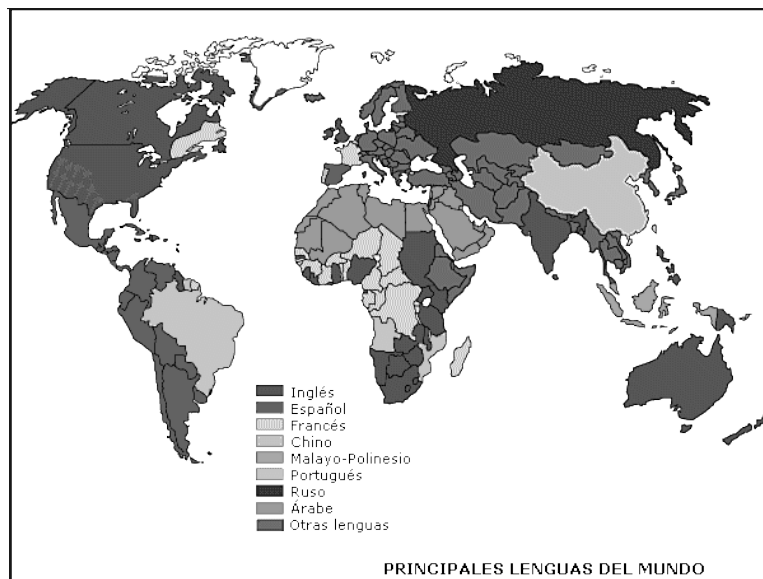 Inglés
Español
Francés
Chino
Malayo-Polinesio
Portugués
Ruso
Árabe
Otras lenguas
PRINCIPALES LENGUAS DEL MUNDO